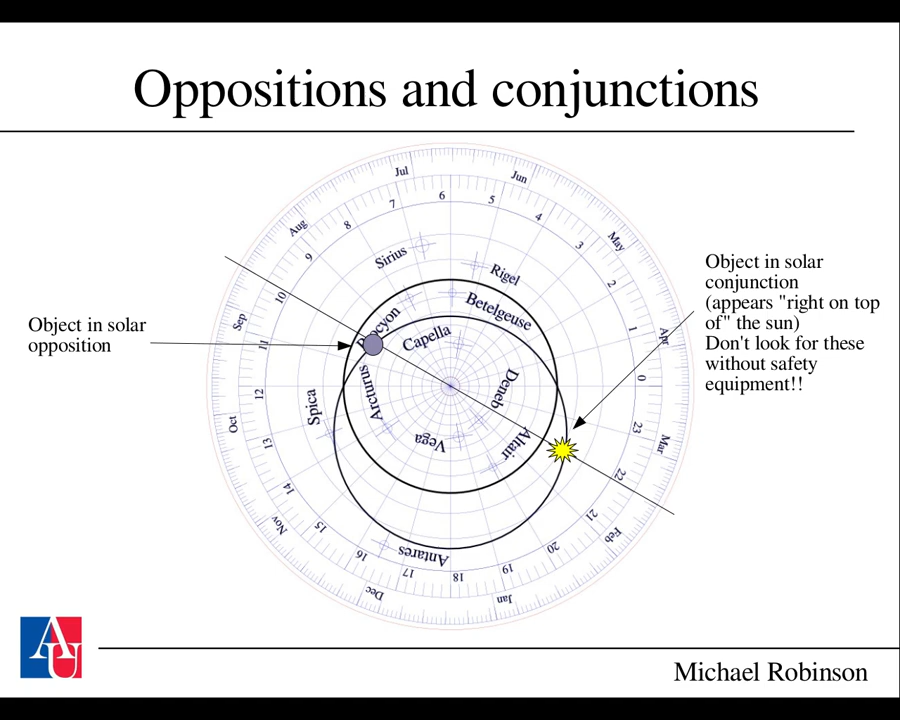 Oppositions and conjunctions
Jul
Jun
6
7
5
8
4
Aug
May
9
3
Sirius
Rigel
10
2
Sep
Procyon
Betelgeuse
Object in solar
conjunction
(appears "right on top
of" the sun)
Don't look for these
without safety
equipment!!
Object in solar
opposition
11
1
Apr
Capella
12
0
Arcturus
Deneb
Spica
Oct
13
23
Mar
Vega
Altair
14
22
Nov
15
21
Feb
16
20
Antares
17
18
19
Dec
Jan
AU
Michael Robinson